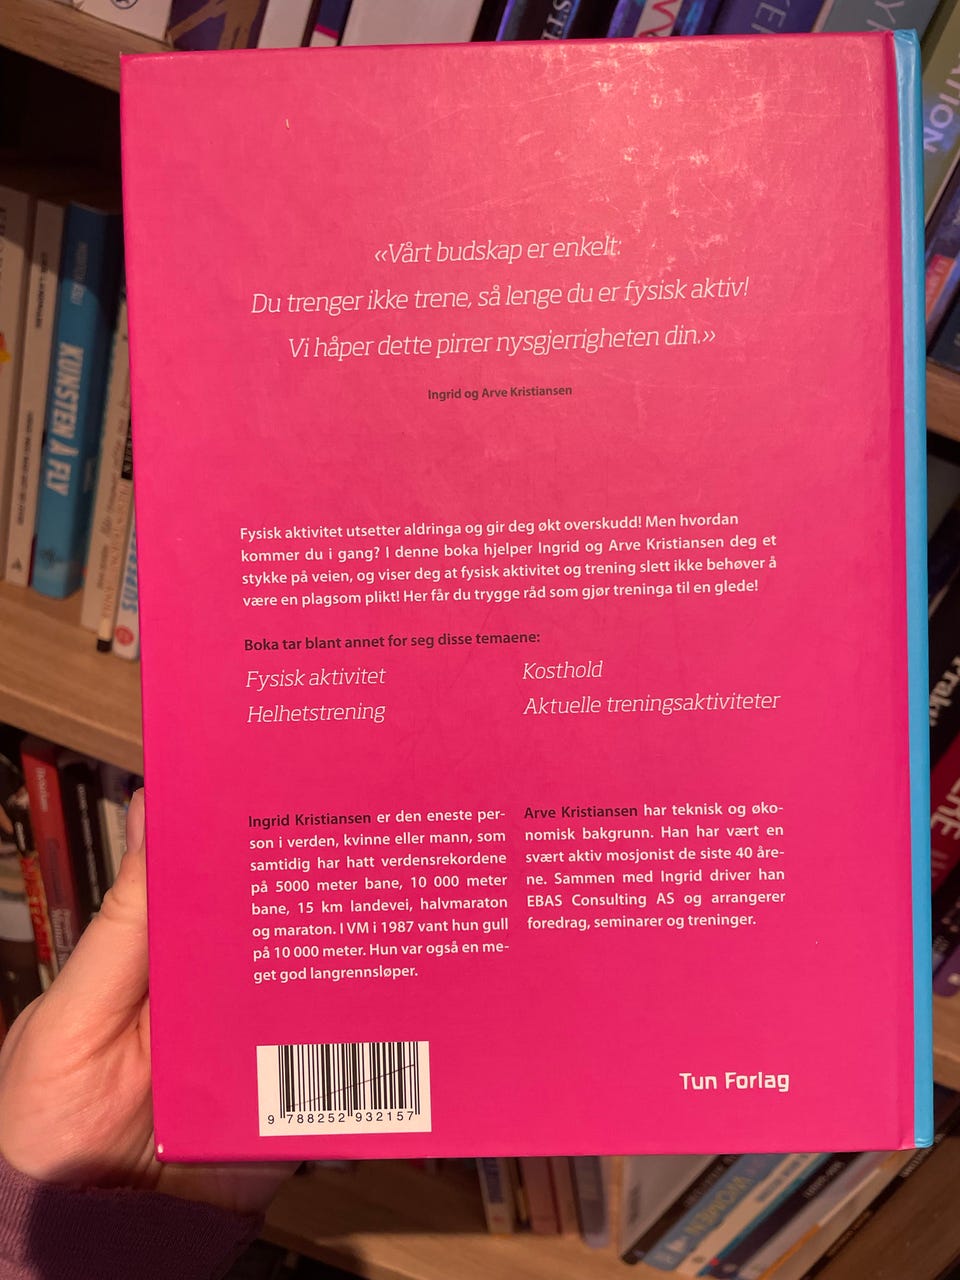 «Vårt budskap er enkelt:
Du trenger ikke trene, så lenge du er fysisk aktiv!
Vi håper dette pirrer nysgjerrigheten din.»
Ingrid og Arve Kristiansen
Fysisk aktivitet utsetter aldringa og gir deg økt overskudd! Men hvordan
kommer du i gang? I denne boka hjelper Ingrid og Arve Kristiansen deg et
stykke på veien, og viser deg at fysisk aktivitet og trening slett ikke behøver å
være en plagsom plikt! Her får du trygge råd som gjør treninga til en glede!
Boka tar blant annet for seg disse temaene:
Fysisk aktivitet
Helhetstrening
Kosthold
Aktuelle treningsaktiviteter
Ingrid Kristiansen er den eneste per-
son i verden, kvinne eller mann, som
samtidig har hatt verdensrekordene
på 5000 meter bane, 10 000 meter
bane, 15 km landevei, halvmaraton
og maraton. I VM i 1987 vant hun gull
på 10 000 meter. Hun var også en me-
get god langrennsløper.
Arve Kristiansen har teknisk og øko-
nomisk bakgrunn. Han har vært en
svært aktiv mosjonist de siste 40 åre-
ne. Sammen med Ingrid driver han
EBAS Consulting AS og arrangerer
foredrag, seminarer og treninger.
9 788252 932157
Tun Forlag
KUNSTEN Å FLY
WOMEN